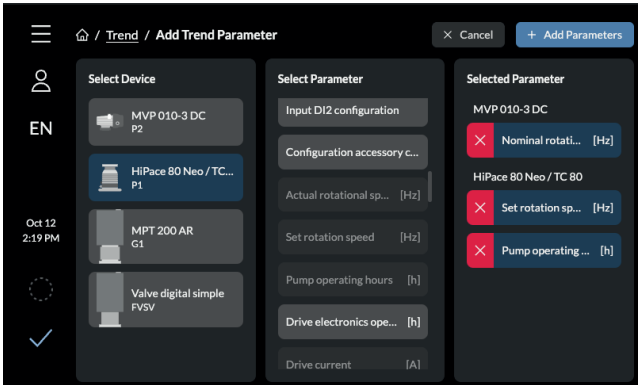 / Trend / Add Trend Parameter
Cancel
+ Add Parameters
EN
Oct 12
2:19 PM
Select Device
MVP 010-3 DC
P2
HiPace 80 Neo / TC...
P1
MPT 200 AR
G1
Valve digital simple
FVSV
Select Parameter
Input DI2 configuration
Configuration accessory c...
Actual rotational sp... [Hz]
Set rotation speed [Hz]
Pump operating hours [h]
Drive electronics ope... [h]
Drive current [A]
Selected Parameter
MVP 010-3 DC
Nominal rotati... [Hz]
HiPace 80 Neo / TC 80
Set rotation sp... [Hz]
Pump operating ... [h]